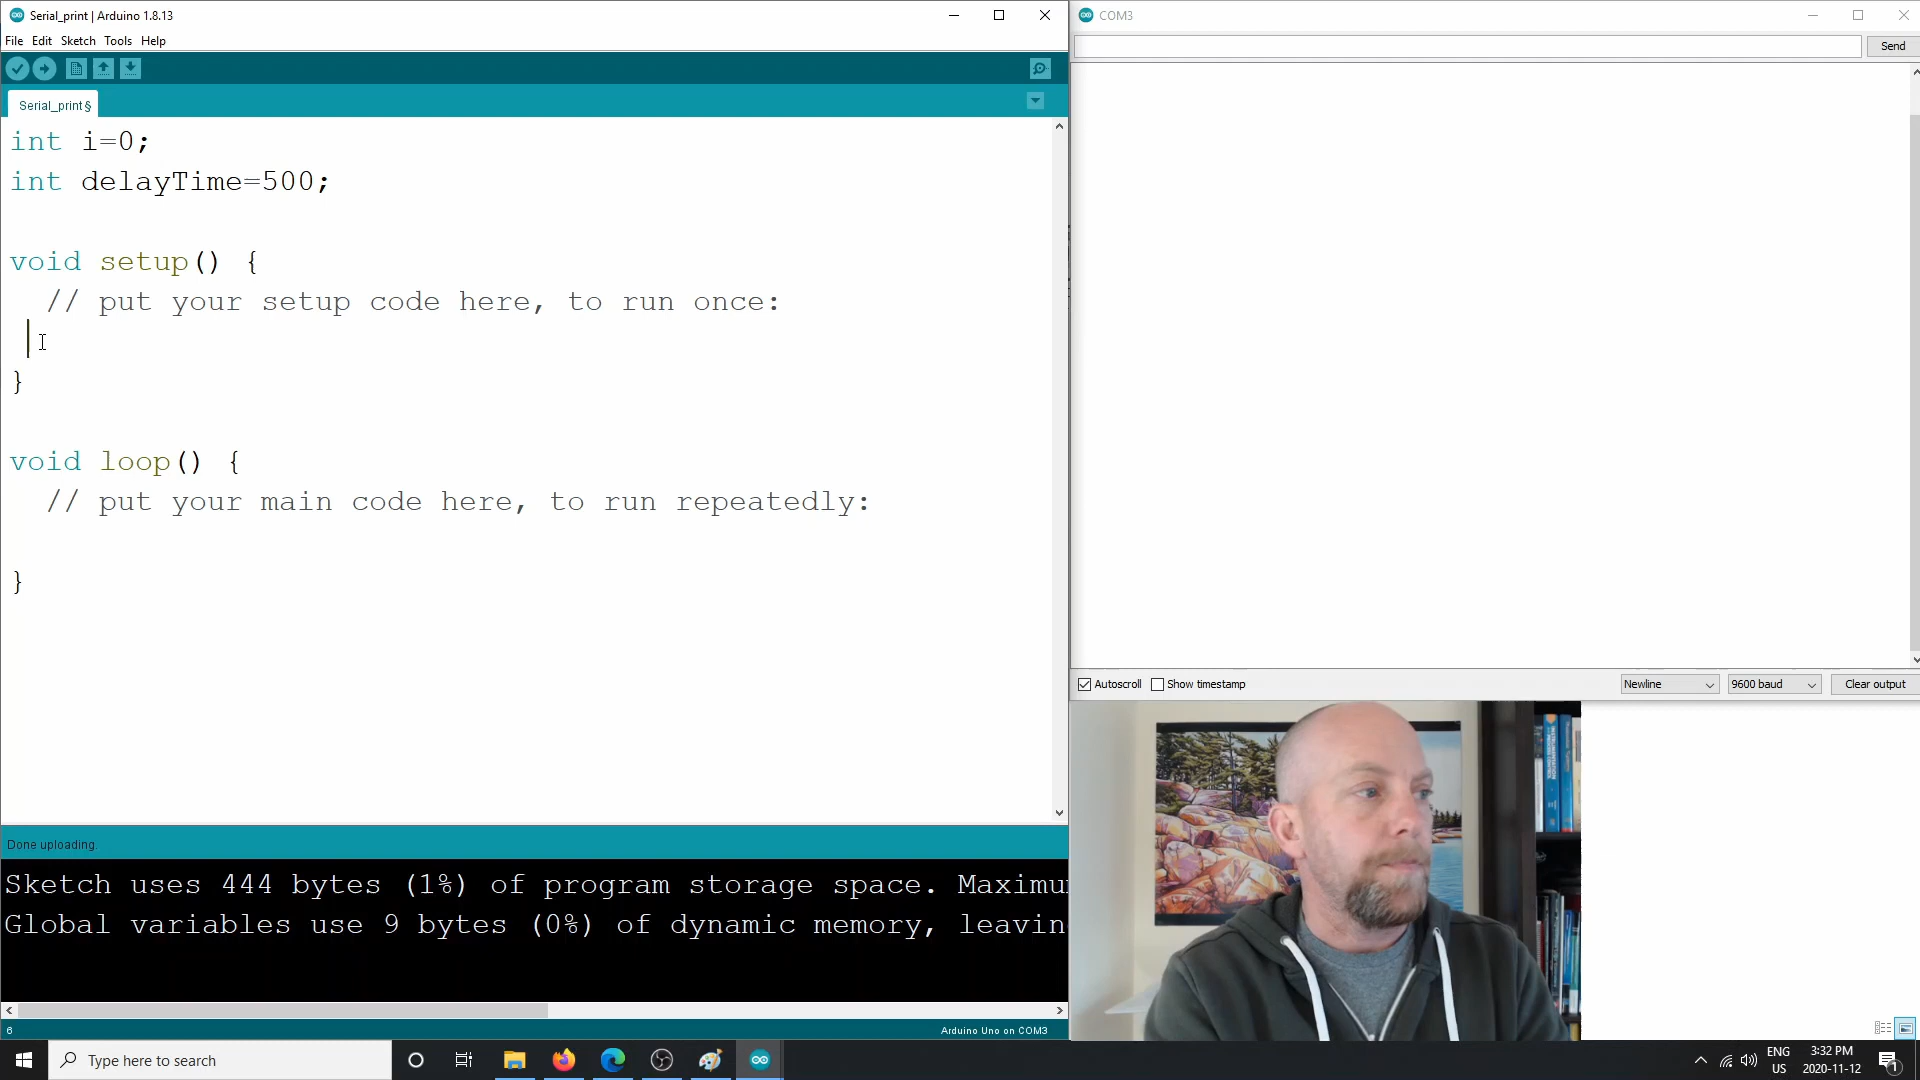 Serial_print | Arduino 1.8.13
File Edit Sketch Tools Help
Serial_print§
int i=0;
int delayTime=500;
void setup() {
// put your setup code here, to run once:
}
void loop() {
// put your main code here, to run repeatedly:
}
Done uploading.
Sketch uses 444 bytes (1%) of program storage space. Maximum
Global variables use 9 bytes (0%) of dynamic memory, leavin
6
Arduino Uno on COM3
COM3
Send
Autoscroll
Show timestamp
Newline
9600 baud
Clear output
Type here to search
ENG
US
3:32 PM
2020-11-12
1